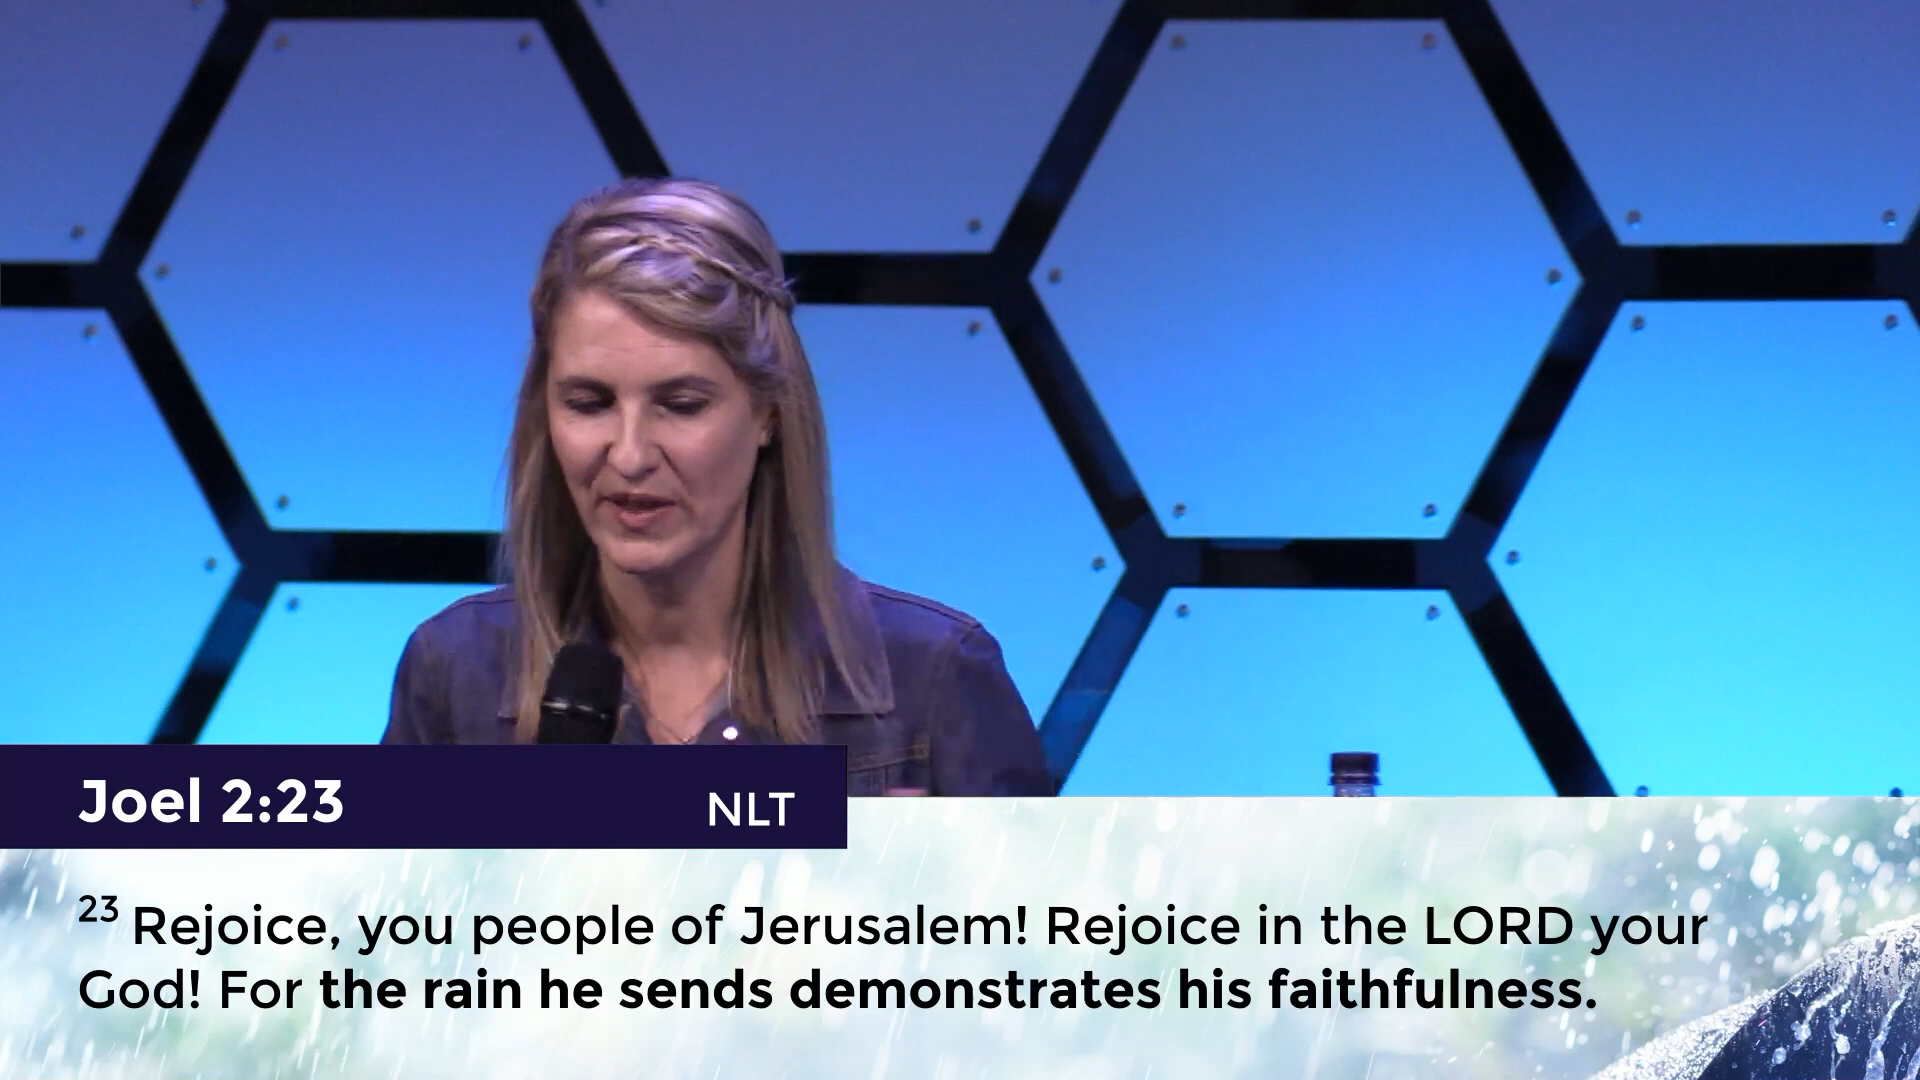 Joel 2:23 NLT
23 Rejoice, you people of Jerusalem! Rejoice in the LORD your
God! For the rain he sends demonstrates his faithfulness.